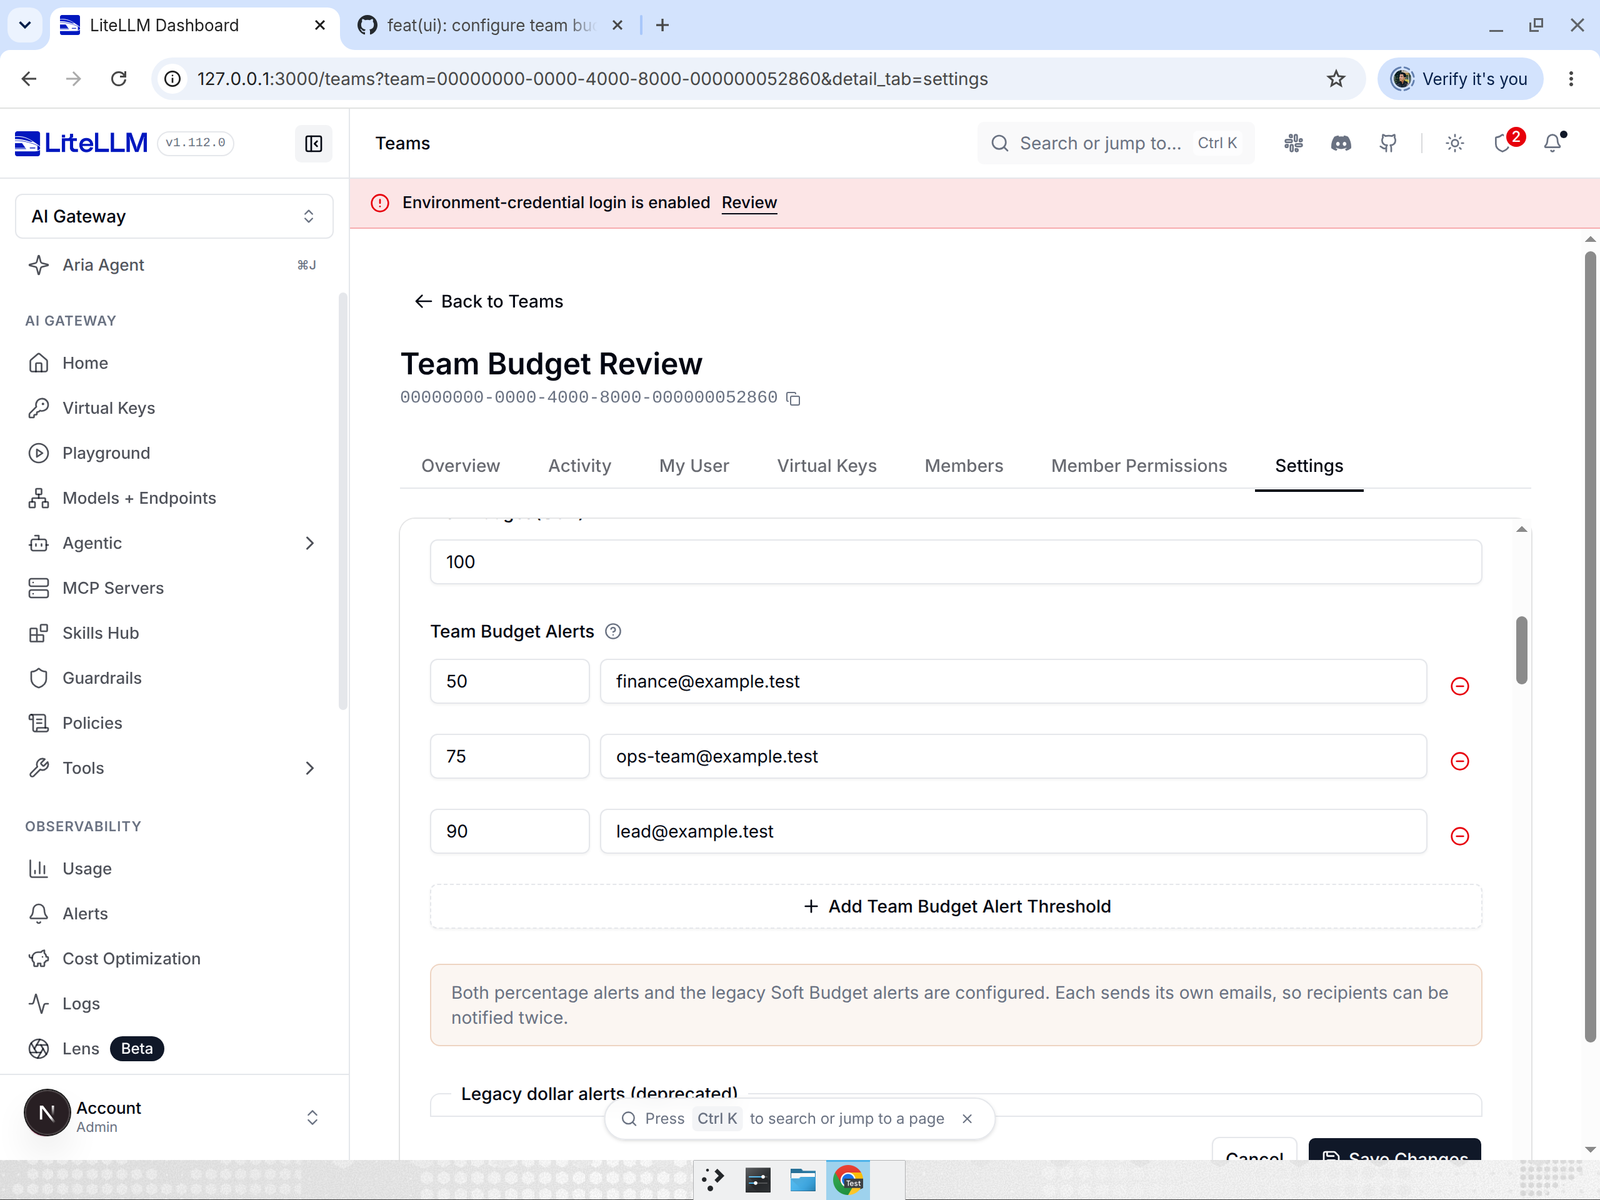 LiteLLM Dashboard
feat(ui): configure team bu
127.0.0.1:3000/teams?team=00000000-0000-4000-8000-000000052860&detail_tab=settings
Verify it's you
LiteLLM
v1.112.0
Teams
Search or jump to... Ctrl K
2
AI Gateway
Environment-credential login is enabled Review
Aria Agent ⌘J
AI GATEWAY
Home
Virtual Keys
Playground
Models + Endpoints
Agentic
MCP Servers
Skills Hub
Guardrails
Policies
Tools
OBSERVABILITY
Usage
Alerts
Cost Optimization
Logs
Lens Beta
N
Account
Admin
Back to Teams
Team Budget Review
00000000-0000-4000-8000-000000052860
Overview Activity My User Virtual Keys Members Member Permissions Settings
100
Team Budget Alerts
50 finance@example.test
75 ops-team@example.test
90 lead@example.test
+ Add Team Budget Alert Threshold
Both percentage alerts and the legacy Soft Budget alerts are configured. Each sends its own emails, so recipients can be
notified twice.
Legacy dollar alerts (deprecated)
Press Ctrl K to search or jump to a page
Cancel Save Changes
Test